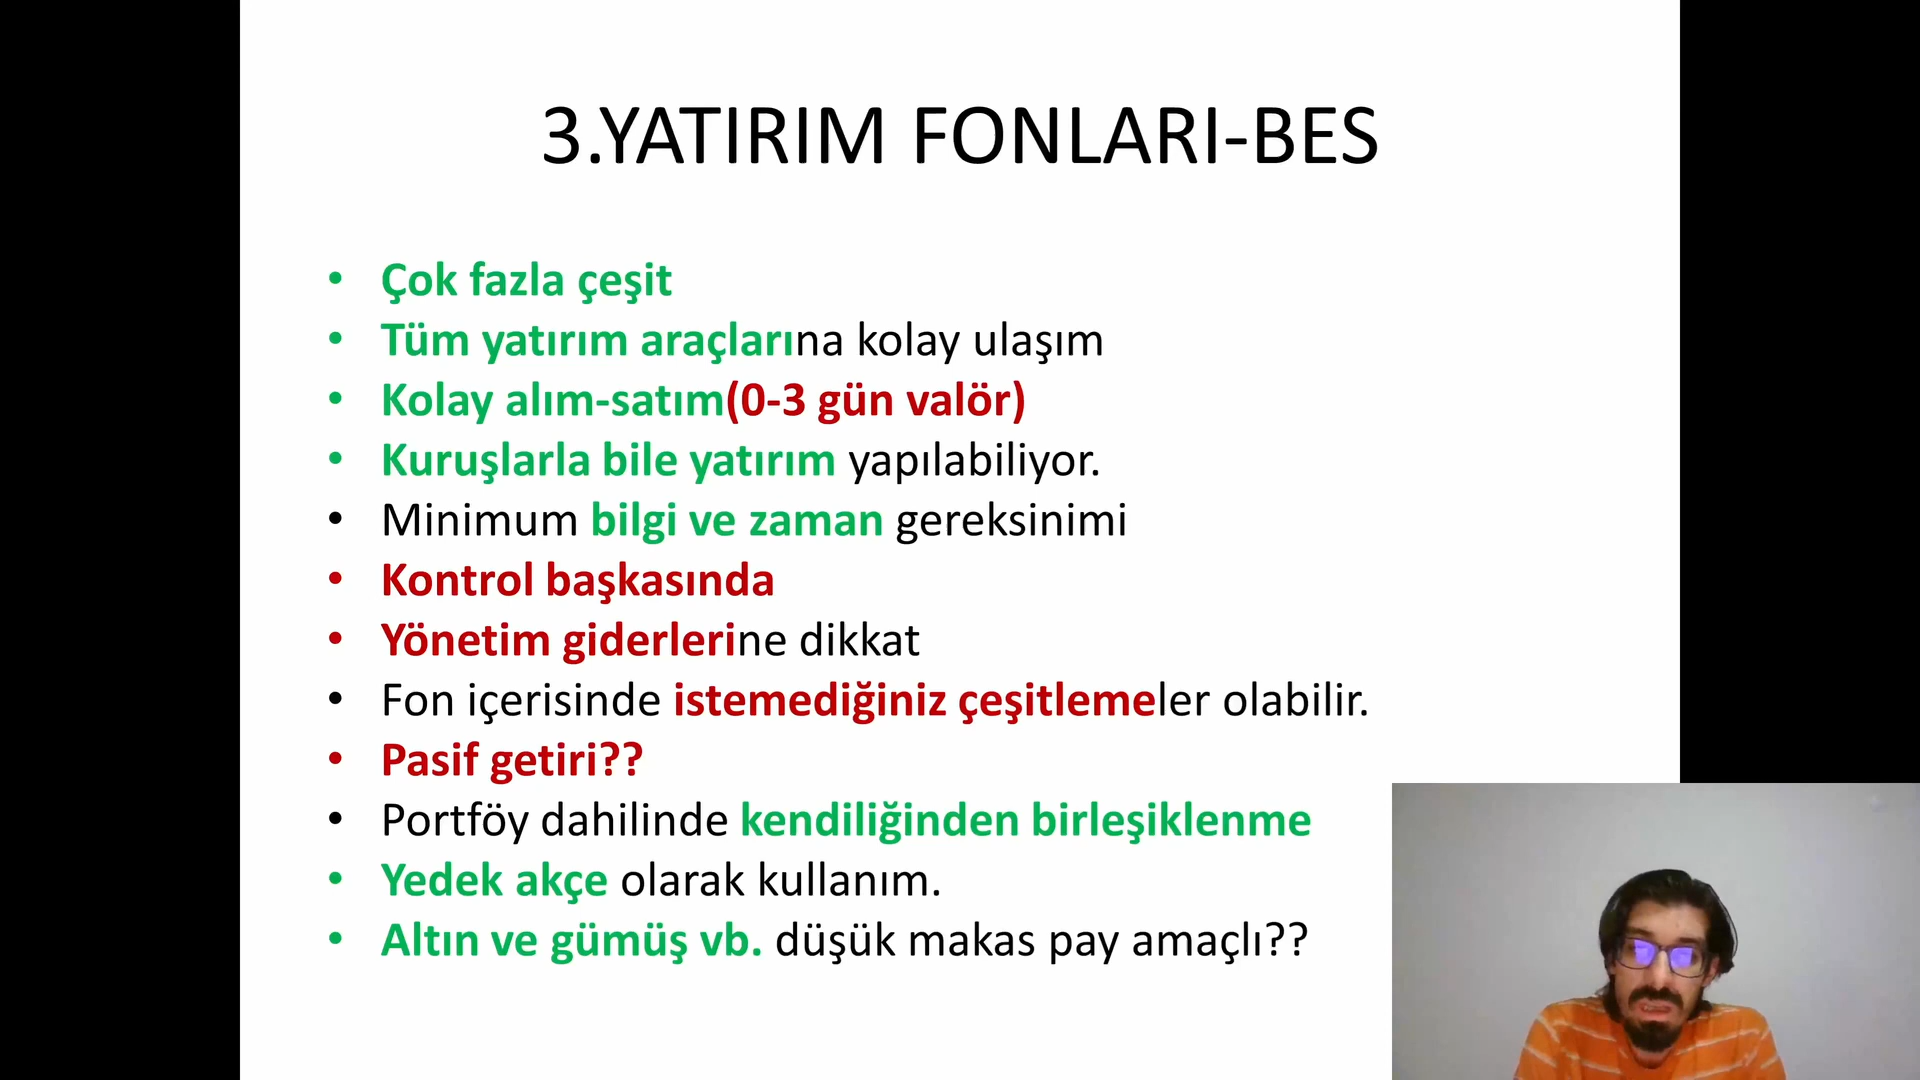 3.YATIRIM FONLARI-BES
• Çok fazla çeşit
• Tüm yatırım araçlarına kolay ulaşım
• Kolay alım-satım(0-3 gün valör)
• Kuruşlarla bile yatırım yapılabiliyor.
• Minimum bilgi ve zaman gereksinimi
• Kontrol başkasında
• Yönetim giderlerine dikkat
• Fon içerisinde istemediğiniz çeşitlemeler olabilir.
• Pasif getiri??
• Portföy dahilinde kendiliğinden birleşiklenme
• Yedek akçe olarak kullanım.
• Altın ve gümüş vb. düşük makas pay amaçlı??